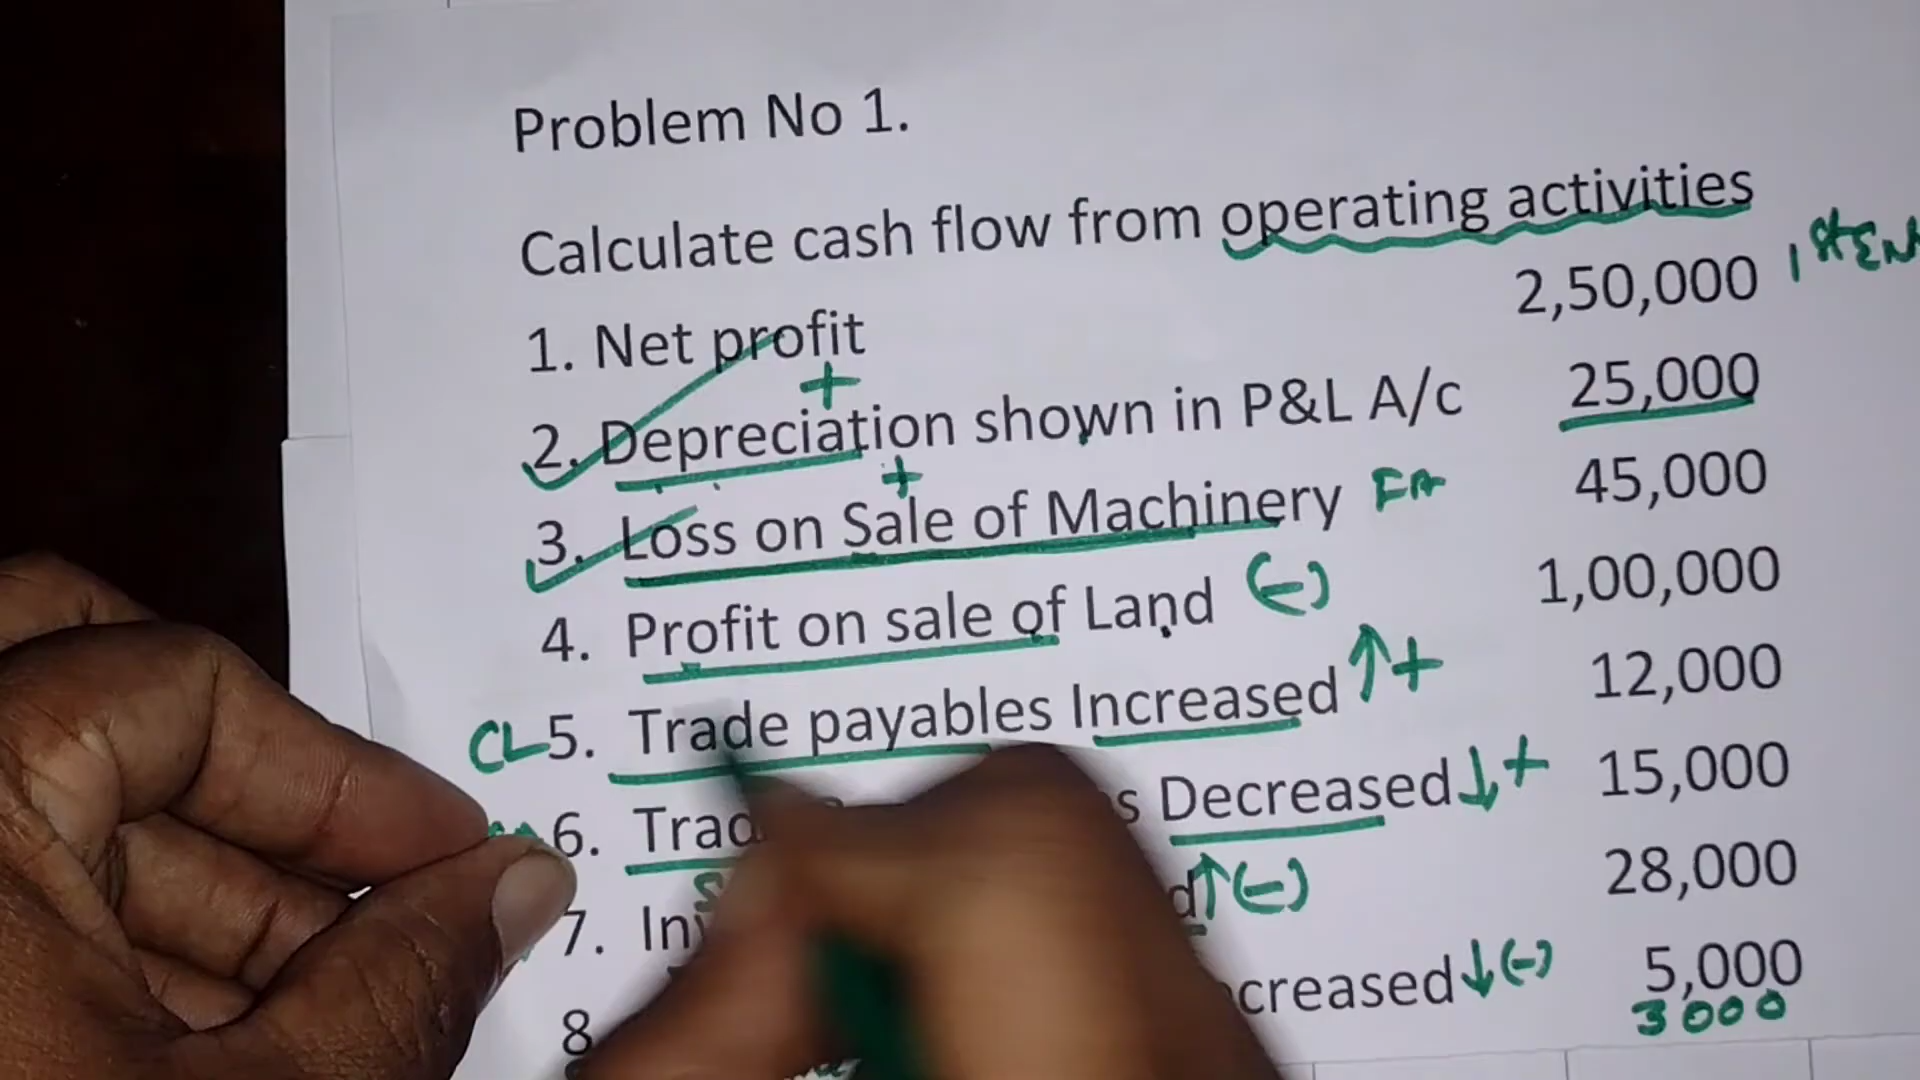 Problem No 1.
Calculate cash flow from operating activities
1. Net profit 2,50,000 1st
+
2. Depreciation shown in P&L A/c 25,000
+
3. Loss on Sale of Machinery FA 45,000
4. Profit on sale of Land (-) 1,00,000
CL 5. Trade payables Increased ↑+ 12,000
6. Decreased ↓+ 15,000
7. ↑(-) 28,000
8. ↓(-) 5,000
3000